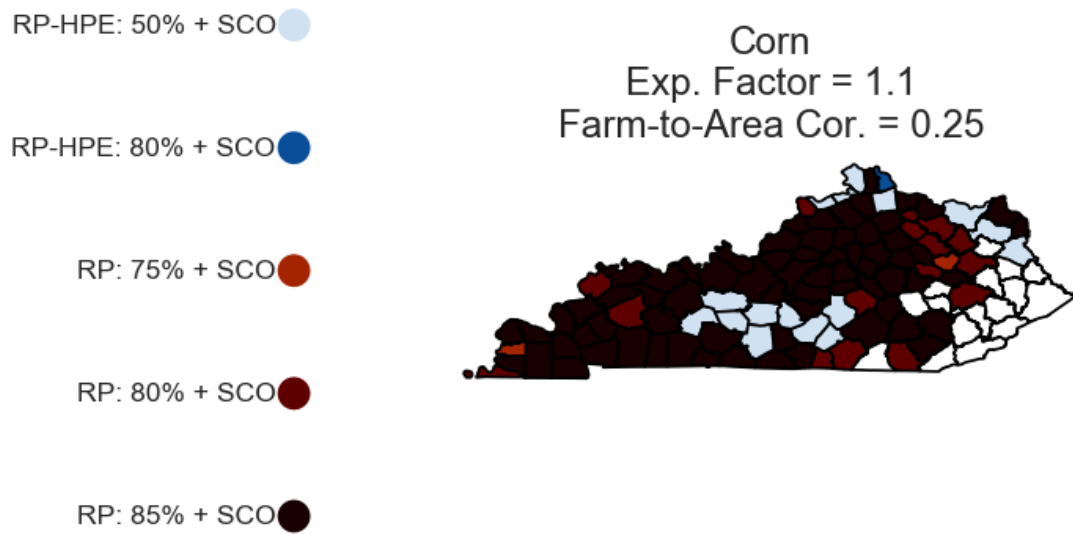 RP-HPE: 50% + SCO
RP-HPE: 80% + SCO
RP: 75% + SCO
RP: 80% + SCO
RP: 85% + SCO
Corn
Exp. Factor = 1.1
Farm-to-Area Cor. = 0.25